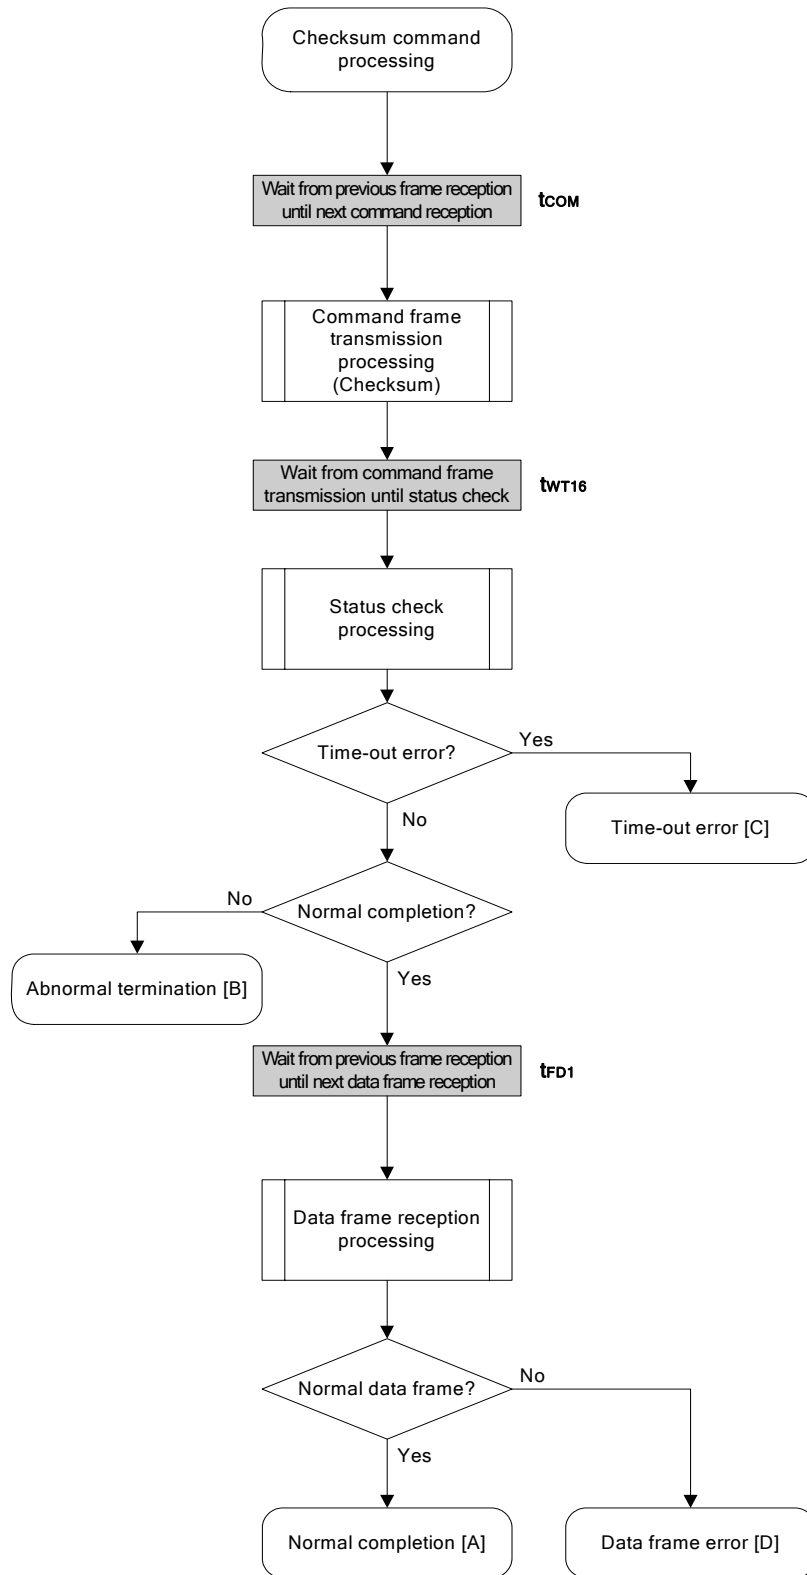 Checksum command
processing
Wait from previous frame reception
until next command reception
tCOM
Command frame
transmission
processing
(Checksum)
Wait from command frame
transmission until status check
tWT16
Status check
processing
Time-out error?
Yes
Time-out error [C]
No
Normal completion?
No
Abnormal termination [B]
Yes
Wait from previous frame reception
until next data frame reception
tFD1
Data frame reception
processing
Normal data frame?
No
Yes
Normal completion [A]
Data frame error [D]